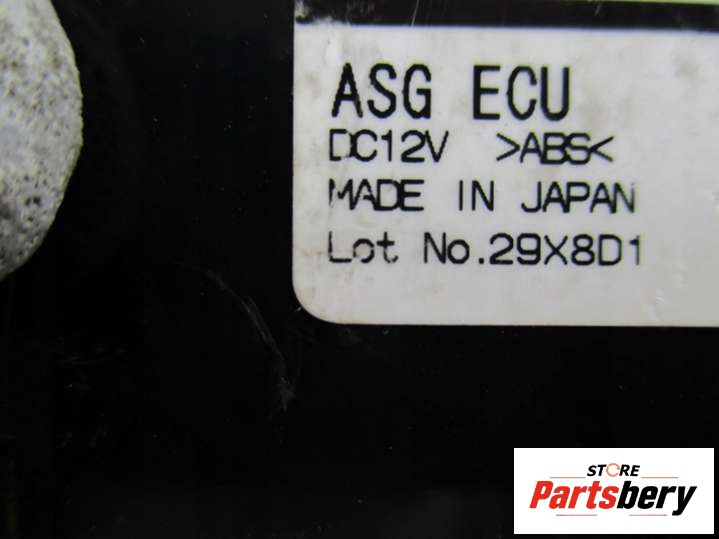 ASG ECU
DC12V >ABS<
MADE IN JAPAN
Lot No.29X8D1
STORE
Partsbery